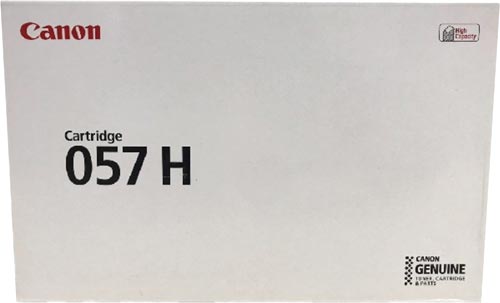 Canon
High
Capacity
Cartridge
057 H
CANON
GENUINE
TONER, CARTRIDGE
& PARTS